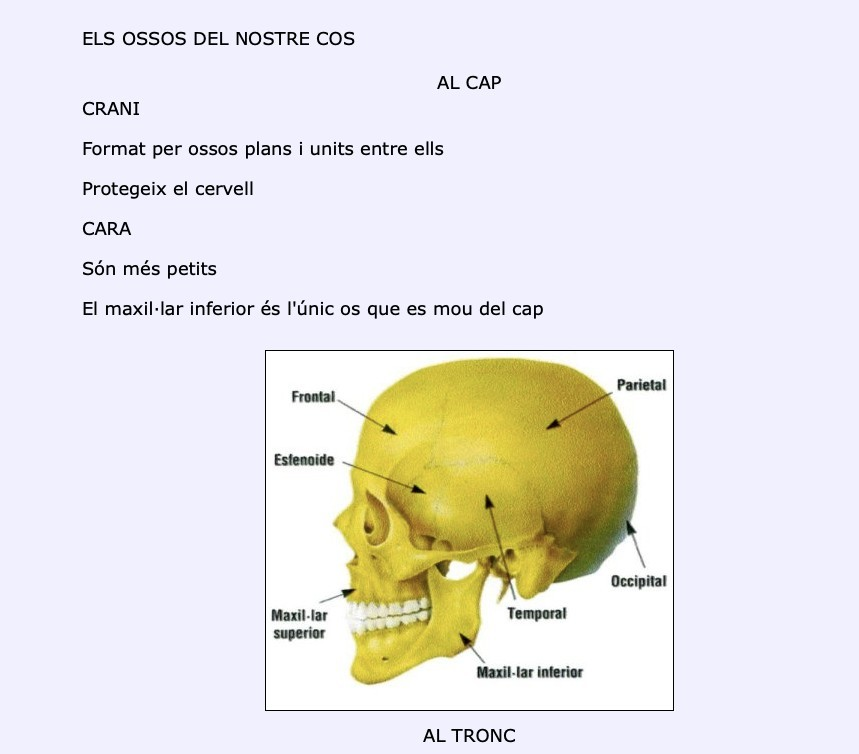 ELS OSSOS DEL NOSTRE COS
AL CAP
CRANI
Format per ossos plans i units entre ells
Protegeix el cervell
CARA
Són més petits
El maxil·lar inferior és l'únic os que es mou del cap
Frontal
Parietal
Esfenoide
Occipital
Maxil·lar
superior
Temporal
Maxil·lar inferior
AL TRONC